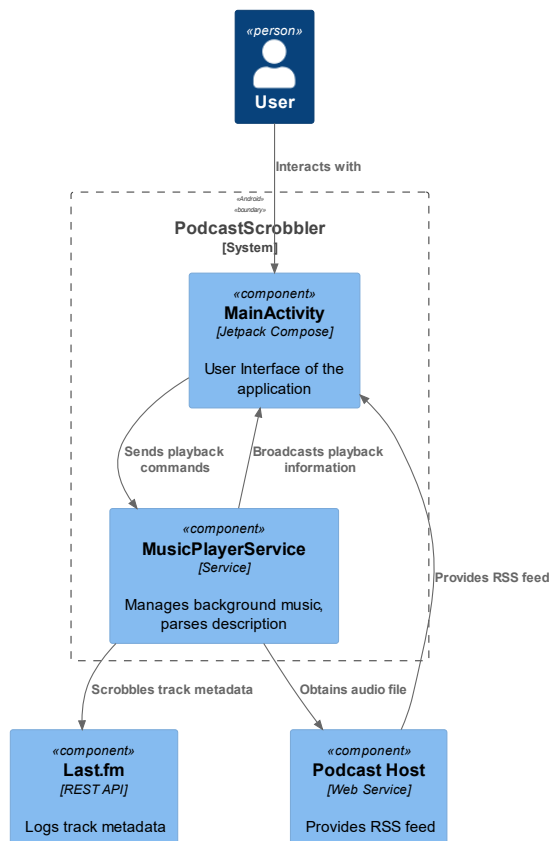 «person»
User
Interacts with
«Android»
«boundary»
PodcastScrobbler
[System]
«component»
MainActivity
[Jetpack Compose]
User Interface of the
application
Sends playback
commands
Broadcasts playback
information
«component»
MusicPlayerService
[Service]
Manages background music,
parses description
Provides RSS feed
Scrobbles track metadata
Obtains audio file
«component»
Last.fm
[REST API]
Logs track metadata
«component»
Podcast Host
[Web Service]
Provides RSS feed